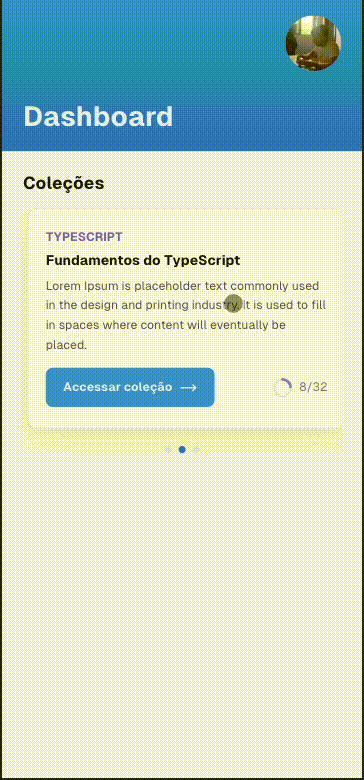 Dashboard
Coleções
TYPESCRIPT
Fundamentos do TypeScript
Lorem Ipsum is placeholder text commonly used
in the design and printing industry. It is used to fill
in spaces where content will eventually be
placed.
Accessar coleção →
8/32